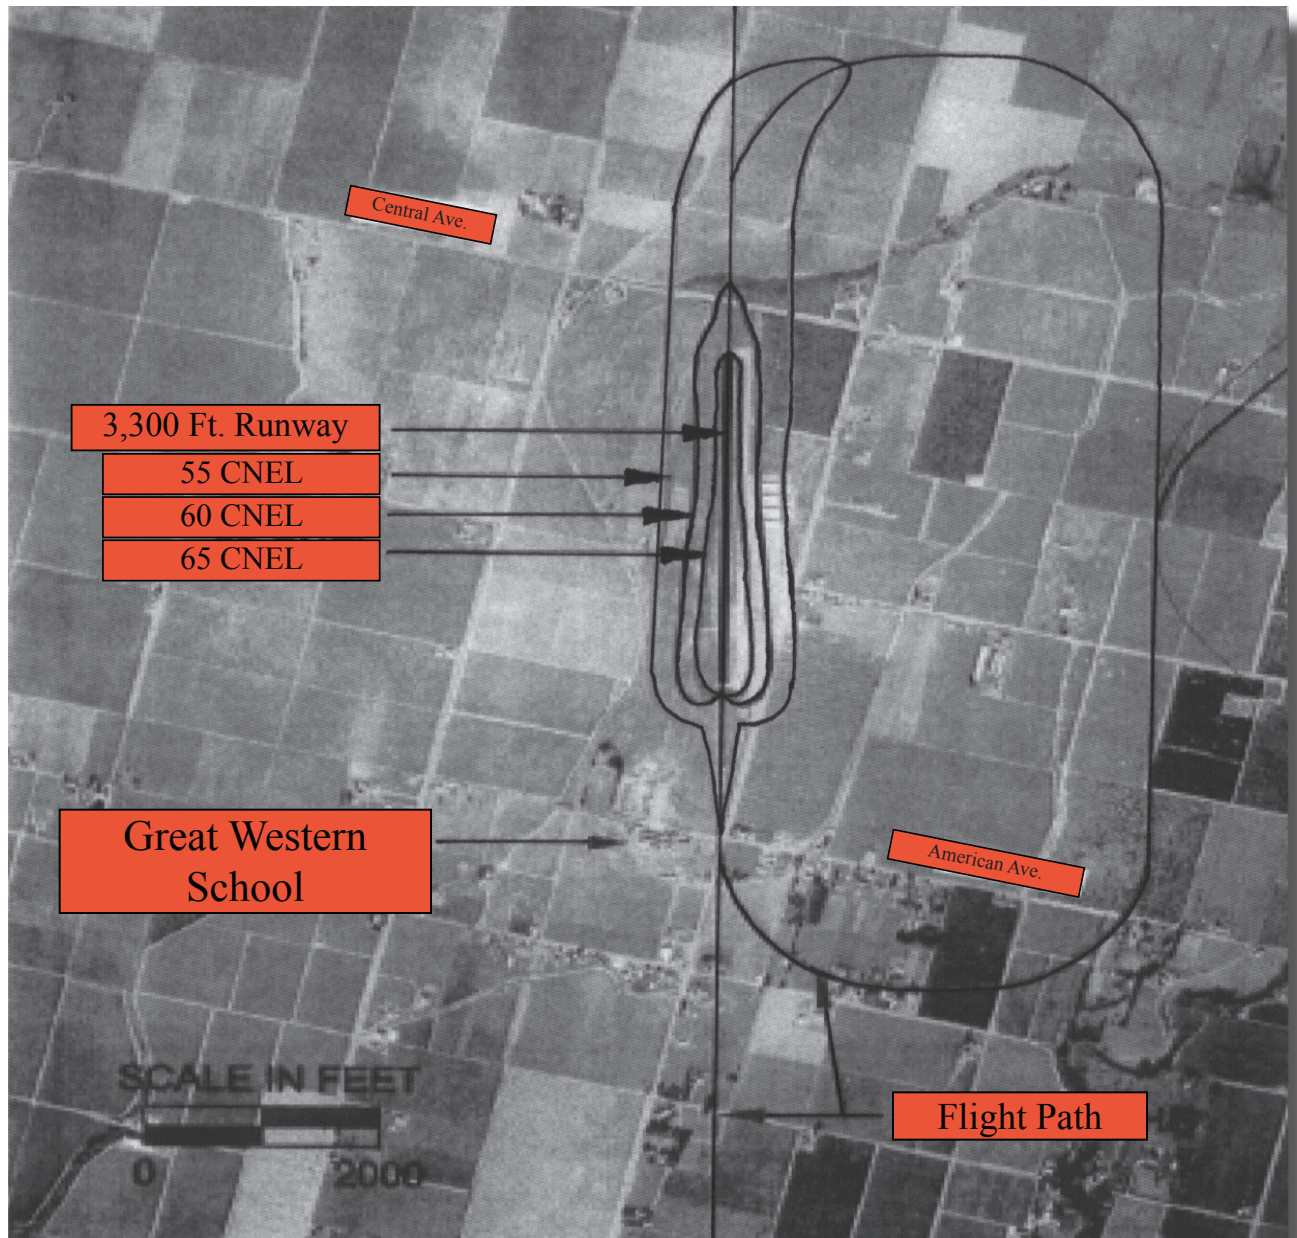 Central Ave.
3,300 Ft. Runway
55 CNEL
60 CNEL
65 CNEL
Great Western
School
American Ave.
SCALE IN FEET
0 2000
Flight Path